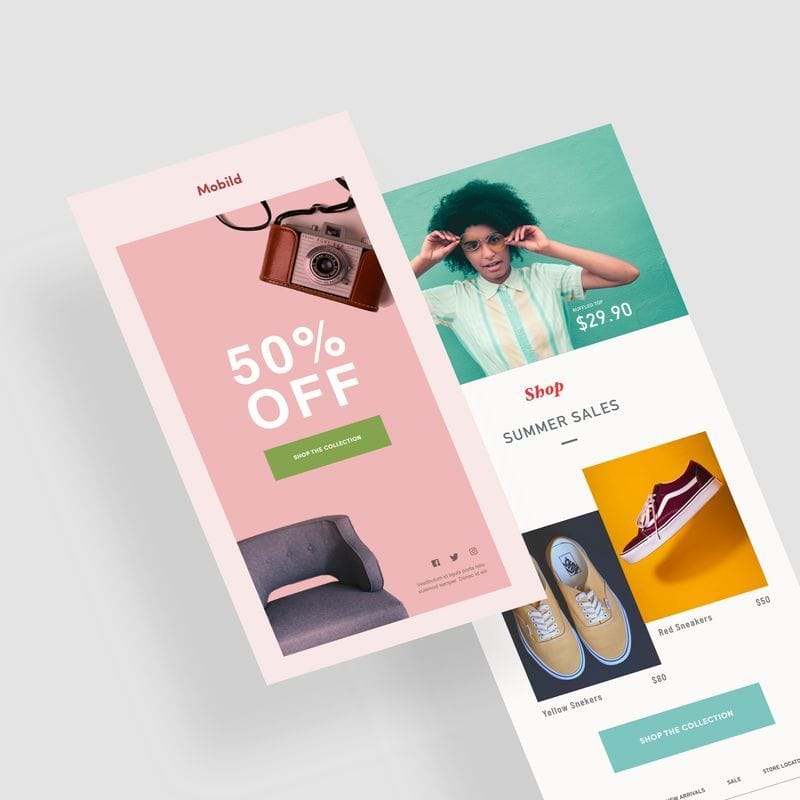 Mobild
50%
OFF
SHOP THE COLLECTION
Vestibulum id ligula porta felis
euismod semper. Donec id elit
RUFFLED TOP
$29.90
Shop
SUMMER SALES
Yellow Snekers
$80
Red Sneakers
$50
SHOP THE COLLECTION
NEW ARRIVALS
SALE
STORE LOCATO